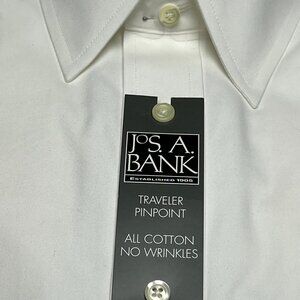 JoS. A.
BANK
ESTABLISHED 1905
TRAVELER
PINPOINT
ALL COTTON
NO WRINKLES